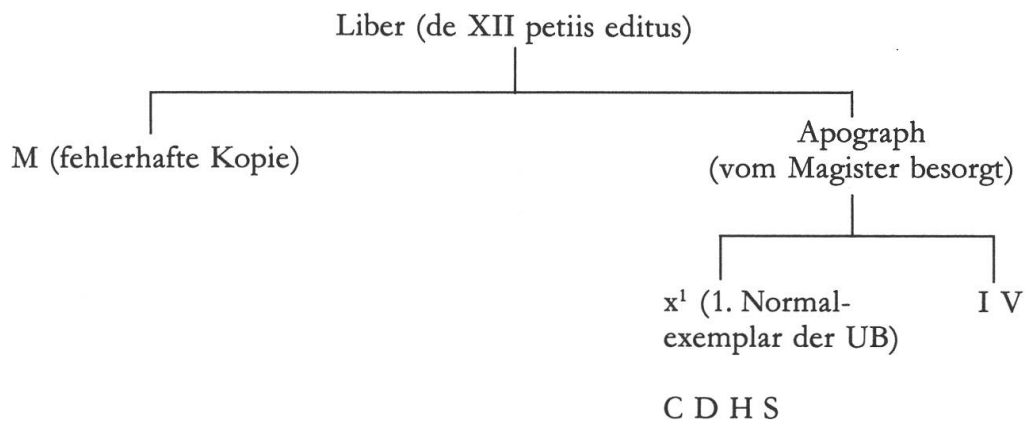 Liber (de XII petiis editus)
M (fehlerhafte Kopie)
Apograph
(vom Magister besorgt)
x¹ (1. Normal-
exemplar der UB)
I V
C D H S